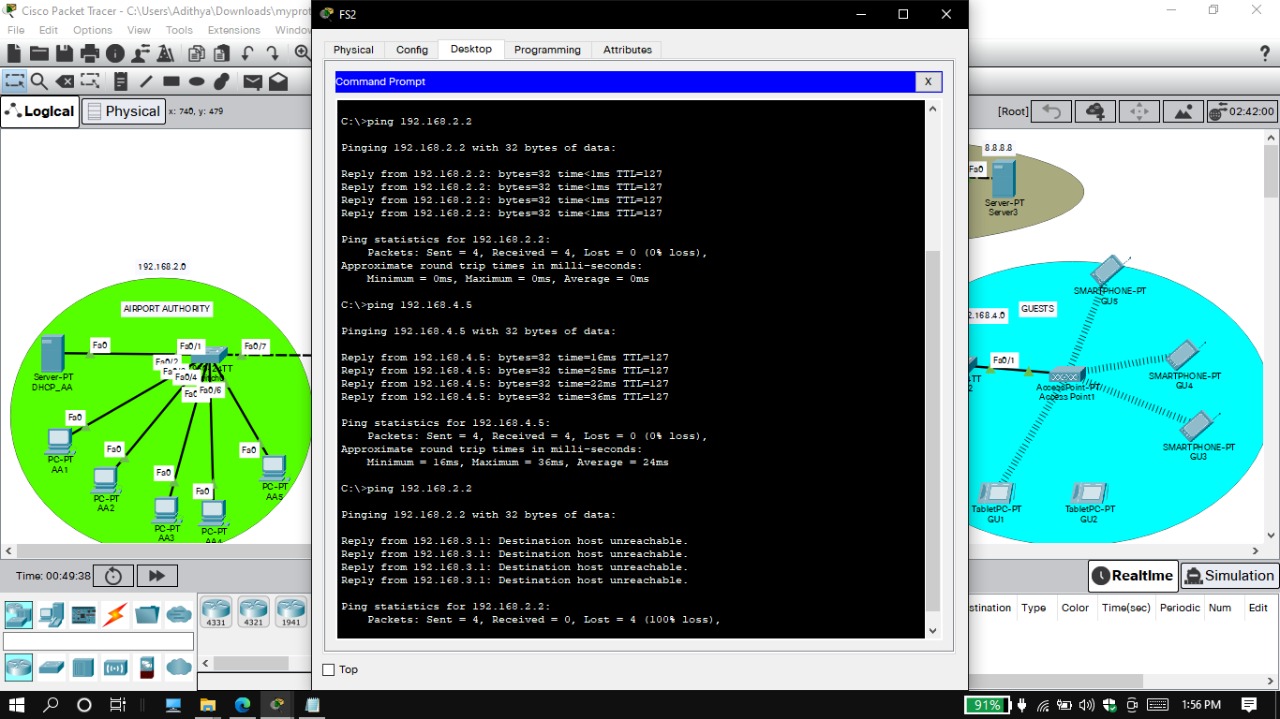 Cisco Packet Tracer - C:\Users\Adithya\Downloads\myprot
FS2
File Edit Options View Tools Extensions Window
Physical Config Desktop Programming Attributes
Command Prompt
X
Logical
Physical
x: 740, y: 479
[Root]
02:42:00
C:\>ping 192.168.2.2
Pinging 192.168.2.2 with 32 bytes of data:
Reply from 192.168.2.2: bytes=32 time<1ms TTL=127
Reply from 192.168.2.2: bytes=32 time<1ms TTL=127
Reply from 192.168.2.2: bytes=32 time<1ms TTL=127
Reply from 192.168.2.2: bytes=32 time<1ms TTL=127
Ping statistics for 192.168.2.2:
Packets: Sent = 4, Received = 4, Lost = 0 (0% loss),
Approximate round trip times in milli-seconds:
Minimum = 0ms, Maximum = 0ms, Average = 0ms
C:\>ping 192.168.4.5
Pinging 192.168.4.5 with 32 bytes of data:
Reply from 192.168.4.5: bytes=32 time=16ms TTL=127
Reply from 192.168.4.5: bytes=32 time=25ms TTL=127
Reply from 192.168.4.5: bytes=32 time=22ms TTL=127
Reply from 192.168.4.5: bytes=32 time=36ms TTL=127
Ping statistics for 192.168.4.5:
Packets: Sent = 4, Received = 4, Lost = 0 (0% loss),
Approximate round trip times in milli-seconds:
Minimum = 16ms, Maximum = 36ms, Average = 24ms
C:\>ping 192.168.2.2
Pinging 192.168.2.2 with 32 bytes of data:
Reply from 192.168.3.1: Destination host unreachable.
Reply from 192.168.3.1: Destination host unreachable.
Reply from 192.168.3.1: Destination host unreachable.
Reply from 192.168.3.1: Destination host unreachable.
Ping statistics for 192.168.2.2:
Packets: Sent = 4, Received = 0, Lost = 4 (100% loss),
Top
192.168.2.0
AIRPORT AUTHORITY
Fa0
Fa0/1
Fa0/7
Fa0/2
Fa0/4
Fa0/6
Server-PT
DHCP_AA
Fa0
PC-PT
AA1
Fa0
PC-PT
AA2
Fa0
PC-PT
AA3
Fa0
PC-PT
AA4
Fa0
PC-PT
AA5
8.8.8.8
Fa0
Server-PT
Server3
.168.4.0
GUESTS
SMARTPHONE-PT
GU5
Fa0/1
AccessPoint-PT
Access Point1
SMARTPHONE-PT
GU4
SMARTPHONE-PT
GU3
TabletPC-PT
GU1
TabletPC-PT
GU2
Time: 00:49:38
Realtime
Simulation
4331 4321 1941
stination Type Color Time(sec) Periodic Num Edit
91%
1:56 PM